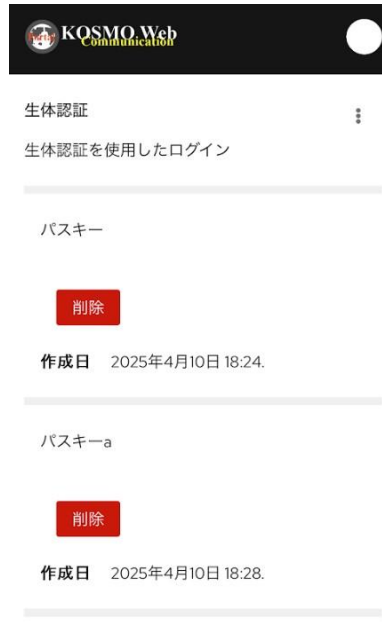 Portal
KOSMO Web
Communication
生体認証
生体認証を使用したログイン
パスキー
削除
作成日 2025年4月10日 18:24.
パスキーa
削除
作成日 2025年4月10日 18:28.